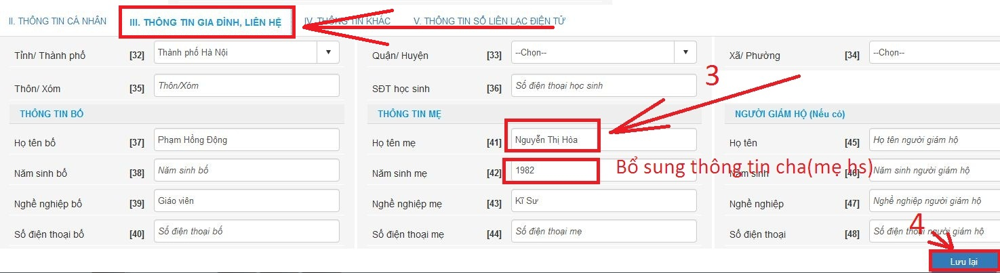 II. THÔNG TIN CÁ NHÂN III. THÔNG TIN GIA ĐÌNH, LIÊN HỆ IV. THÔNG TIN KHÁC V. THÔNG TIN SỔ LIÊN LẠC ĐIỆN TỬ
Tỉnh/ Thành phố [32] Thành phố Hà Nội Quận/ Huyện [33] --Chọn-- Xã/ Phường [34] --Chọn--
3
Thôn/ Xóm [35] Thôn/Xóm SĐT học sinh [36] Số điện thoại học sinh
THÔNG TIN BỐ THÔNG TIN MẸ NGƯỜI GIÁM HỘ (Nếu có)
Họ tên bố [37] Phạm Hồng Động Họ tên mẹ [41] Nguyễn Thị Hòa Họ tên [45] Họ tên người giám hộ
Bổ sung thông tin cha(mẹ hs)
Năm sinh bố [38] Năm sinh bố Năm sinh mẹ [42] 1982 Năm sinh [46] Năm sinh người giám hộ
Nghề nghiệp bố [39] Giáo viên Nghề nghiệp mẹ [43] Kĩ Sư Nghề nghiệp [47] Nghề nghiệp người giám hộ
4
Số điện thoại bố [40] Số điện thoại bố Số điện thoại mẹ [44] Số điện thoại mẹ Số điện thoại [48] Số điện thoại người giám hộ
Lưu lại